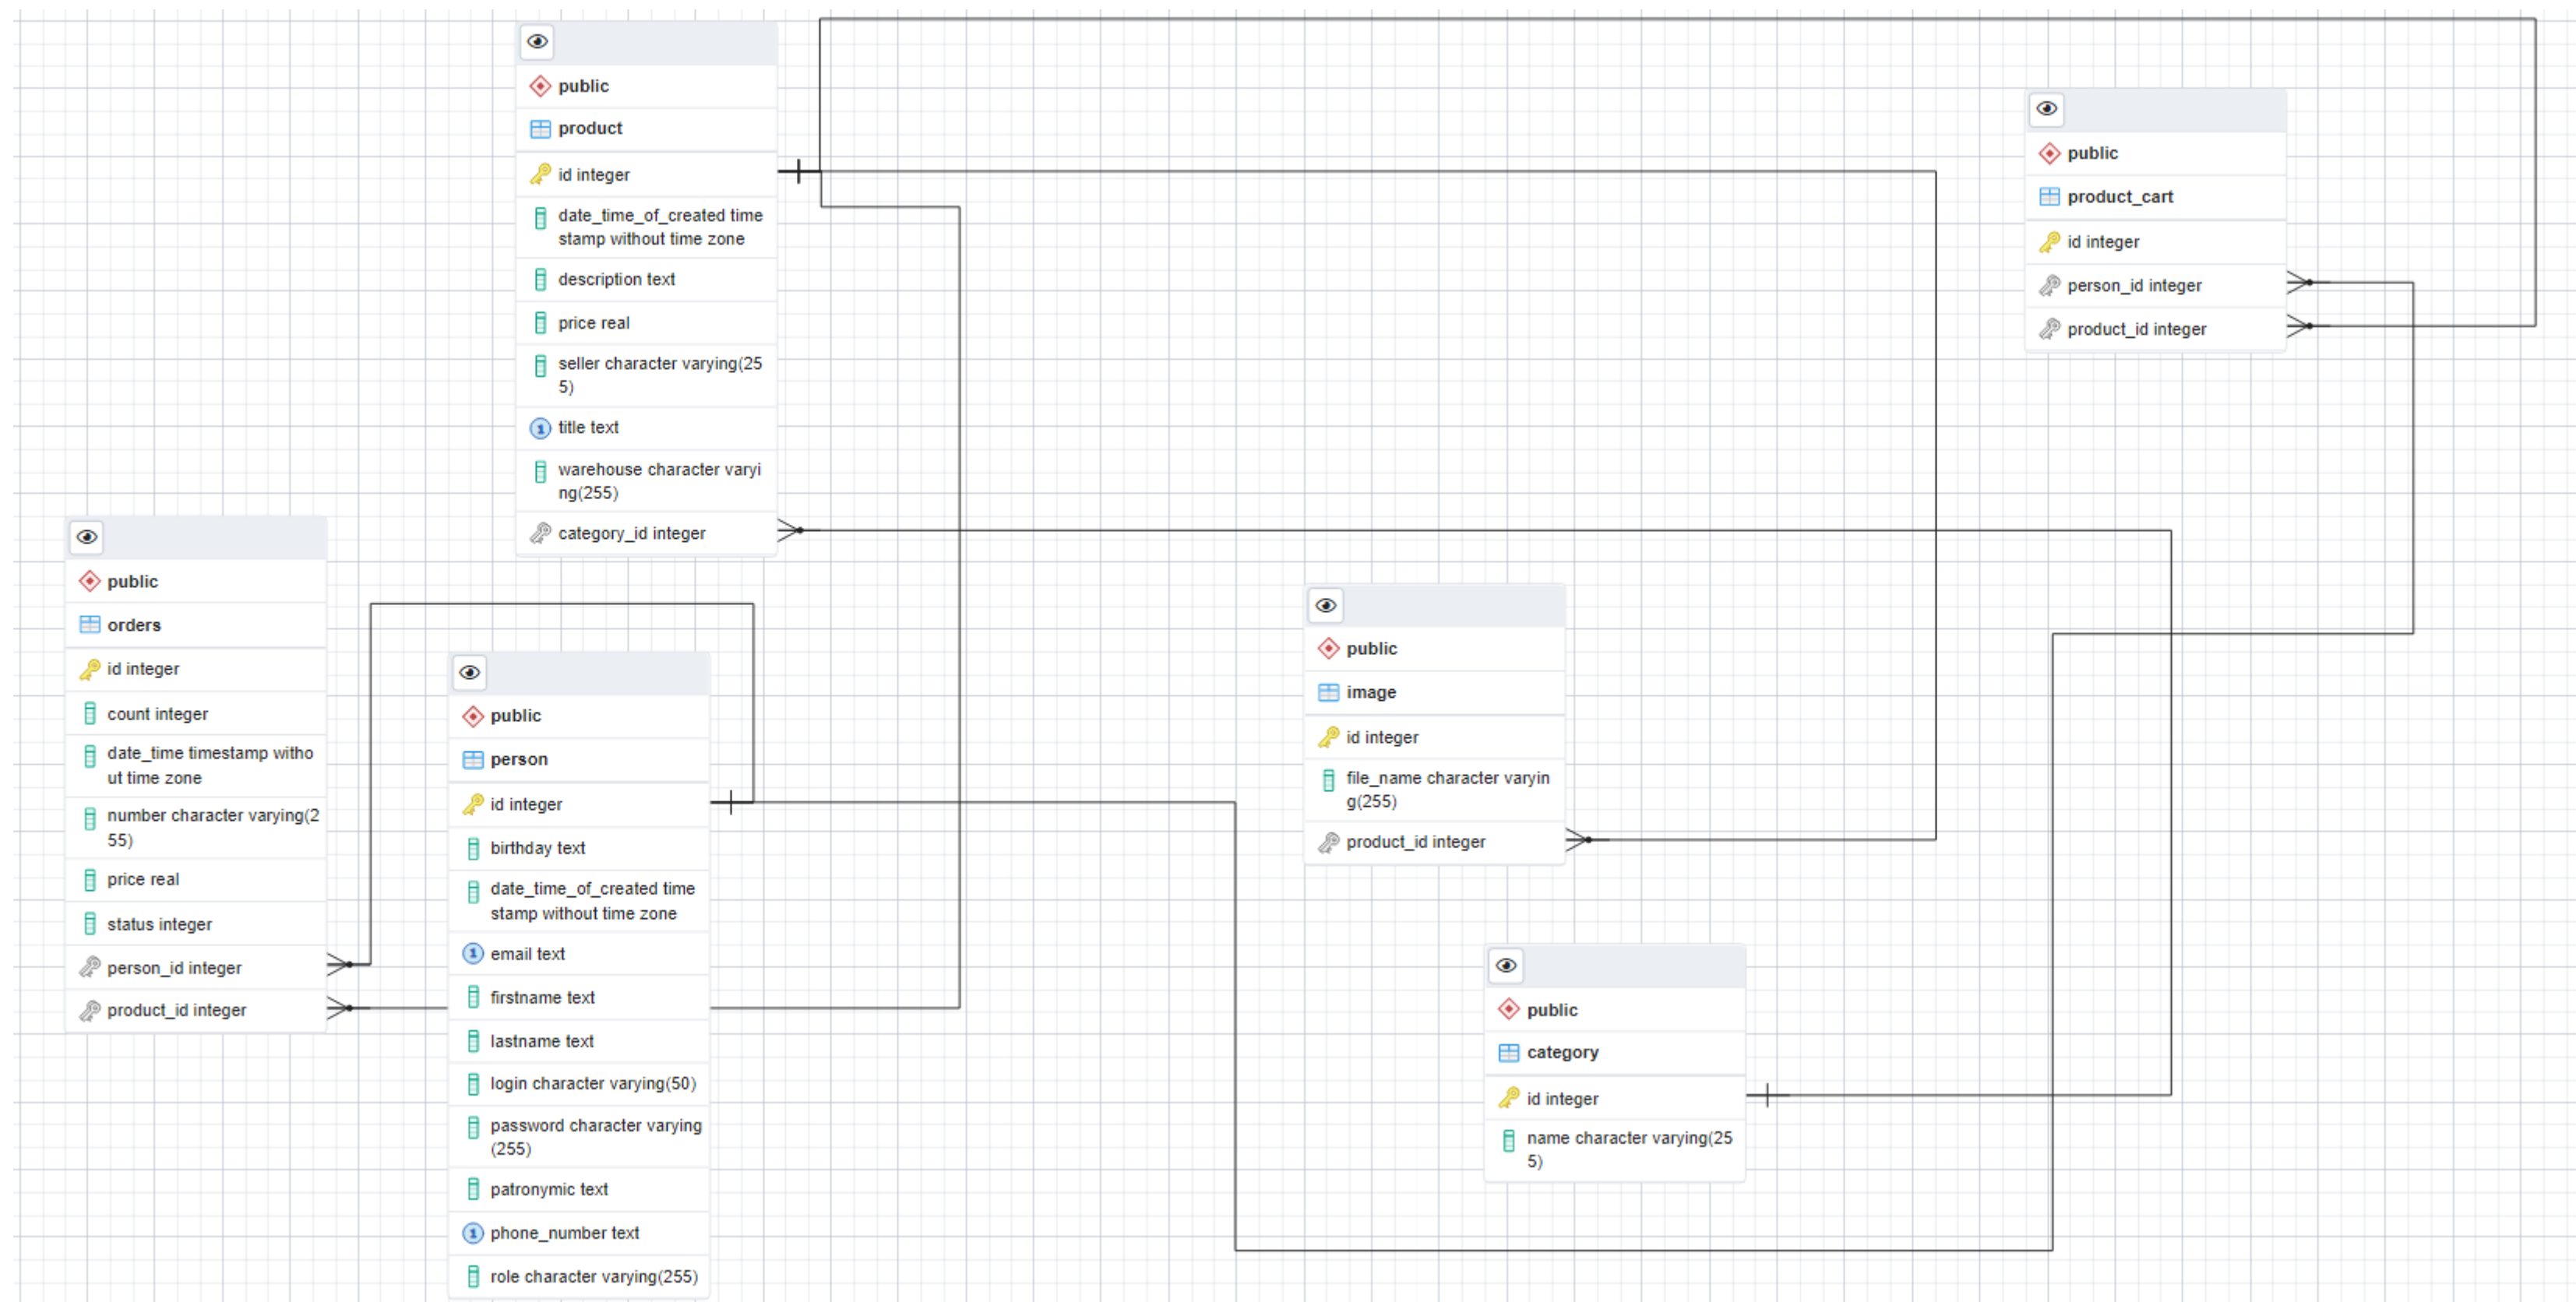 public
product
id integer
date_time_of_created time
stamp without time zone
description text
price real
seller character varying(25
5)
title text
warehouse character varyi
ng(255)
category_id integer
public
product_cart
id integer
person_id integer
product_id integer
public
orders
id integer
count integer
date_time timestamp witho
ut time zone
number character varying(2
55)
price real
status integer
person_id integer
product_id integer
public
person
id integer
birthday text
date_time_of_created time
stamp without time zone
email text
firstname text
lastname text
login character varying(50)
password character varying
(255)
patronymic text
phone_number text
role character varying(255)
public
image
id integer
file_name character varyin
g(255)
product_id integer
public
category
id integer
name character varying(25
5)